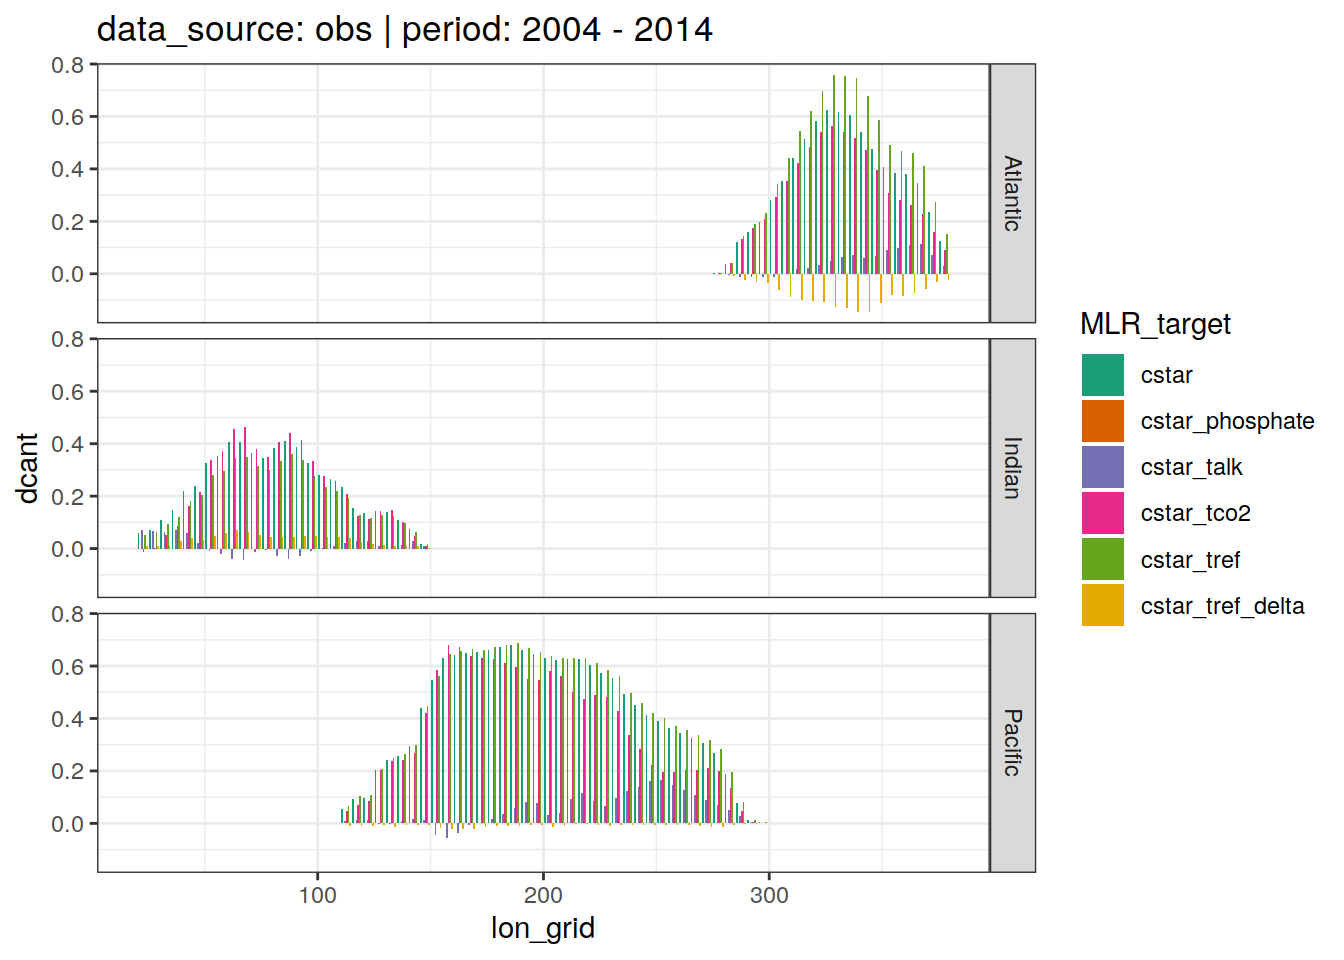 data_source: obs | period: 2004 - 2014
0.8
0.6
0.4
0.2
0.0
Atlantic
0.8
0.6
0.4
0.2
0.0
Indian
0.8
0.6
0.4
0.2
0.0
Pacific
dcant
100
200
300
lon_grid
MLR_target
cstar
cstar_phosphate
cstar_talk
cstar_tco2
cstar_tref
cstar_tref_delta